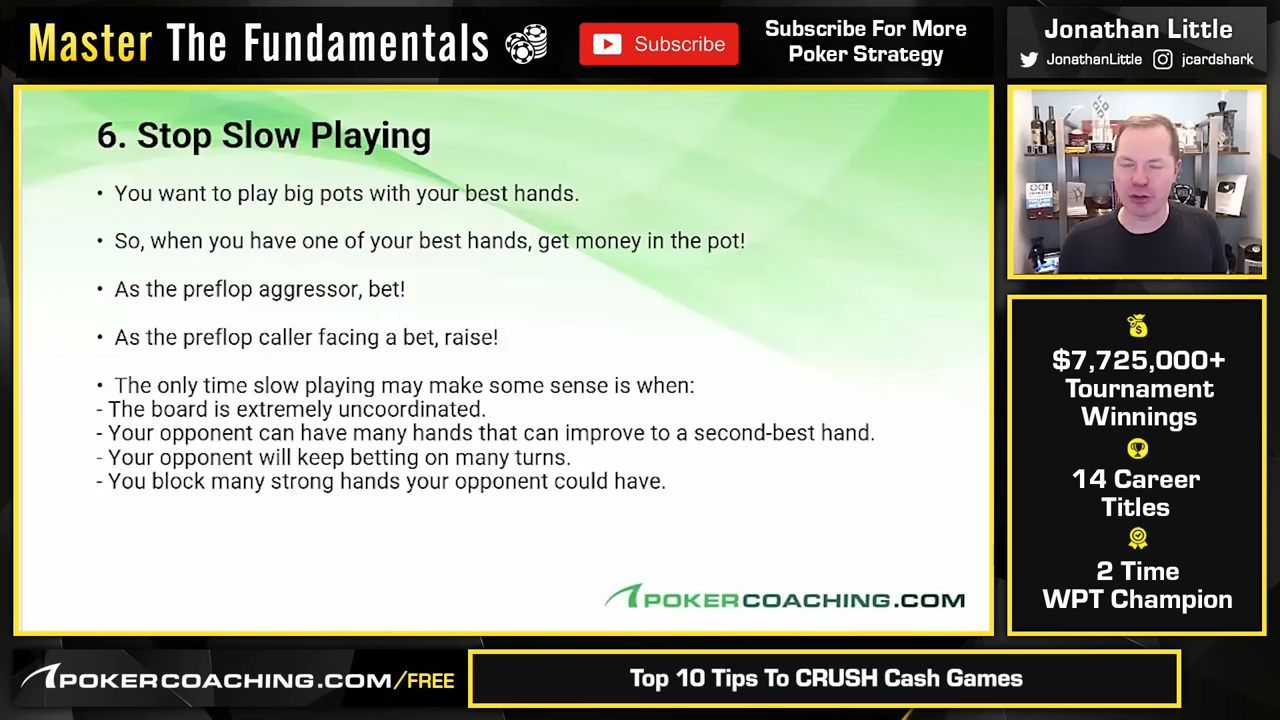 Master The Fundamentals
Subscribe
Subscribe For More
Poker Strategy
Jonathan Little
JonathanLittle jcardshark
6. Stop Slow Playing
• You want to play big pots with your best hands.
• So, when you have one of your best hands, get money in the pot!
• As the preflop aggressor, bet!
• As the preflop caller facing a bet, raise!
• The only time slow playing may make some sense is when:
- The board is extremely uncoordinated.
- Your opponent can have many hands that can improve to a second-best hand.
- Your opponent will keep betting on many turns.
- You block many strong hands your opponent could have.
POKERCOACHING.COM
$7,725,000+
Tournament
Winnings
14 Career
Titles
2 Time
WPT Champion
POKERCOACHING.COM/FREE
Top 10 Tips To CRUSH Cash Games